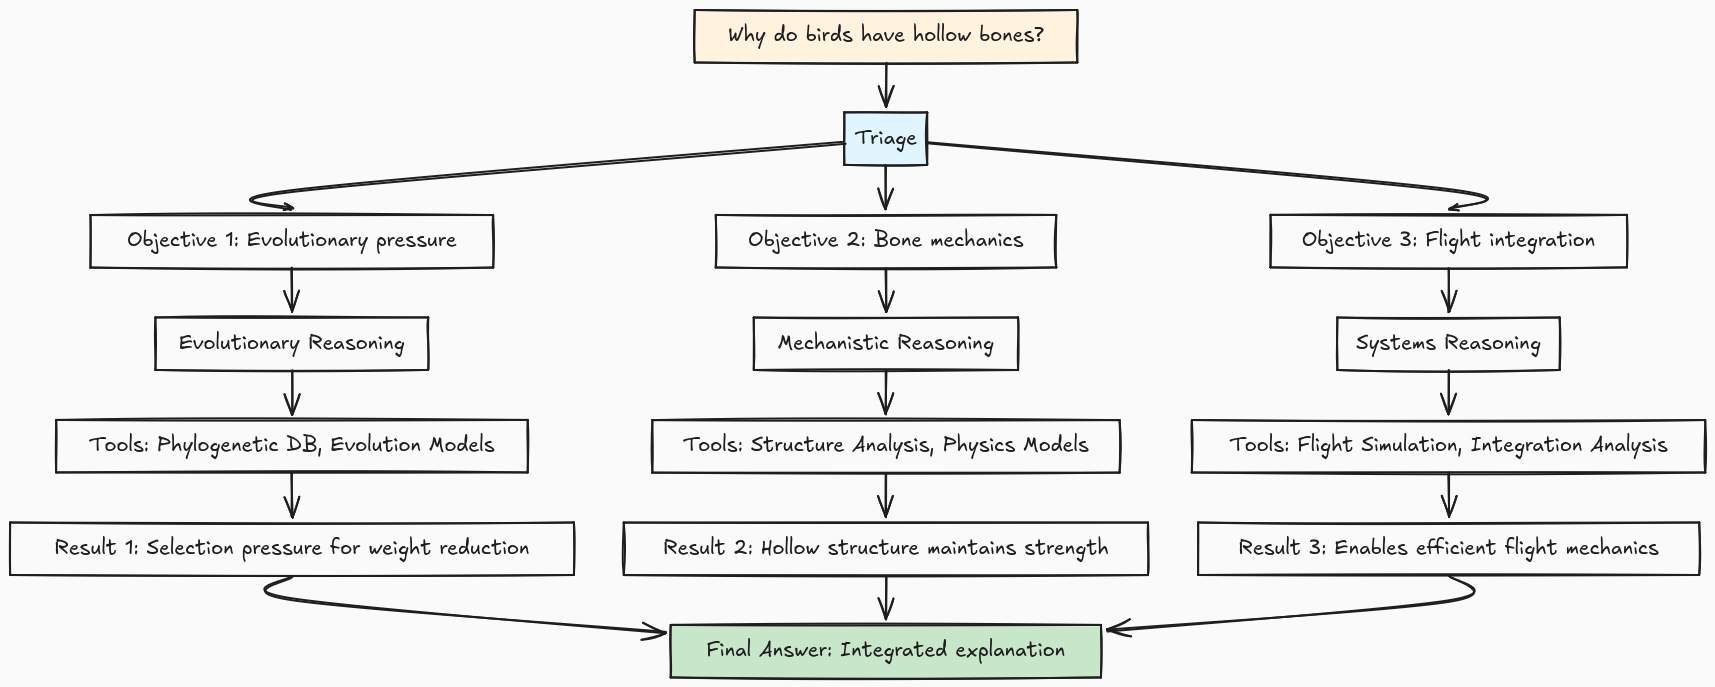 Why do birds have hollow bones?
Triage
Objective 1: Evolutionary pressure
Objective 2: Bone mechanics
Objective 3: Flight integration
Evolutionary Reasoning
Mechanistic Reasoning
Systems Reasoning
Tools: Phylogenetic DB, Evolution Models
Tools: Structure Analysis, Physics Models
Tools: Flight Simulation, Integration Analysis
Result 1: Selection pressure for weight reduction
Result 2: Hollow structure maintains strength
Result 3: Enables efficient flight mechanics
Final Answer: Integrated explanation